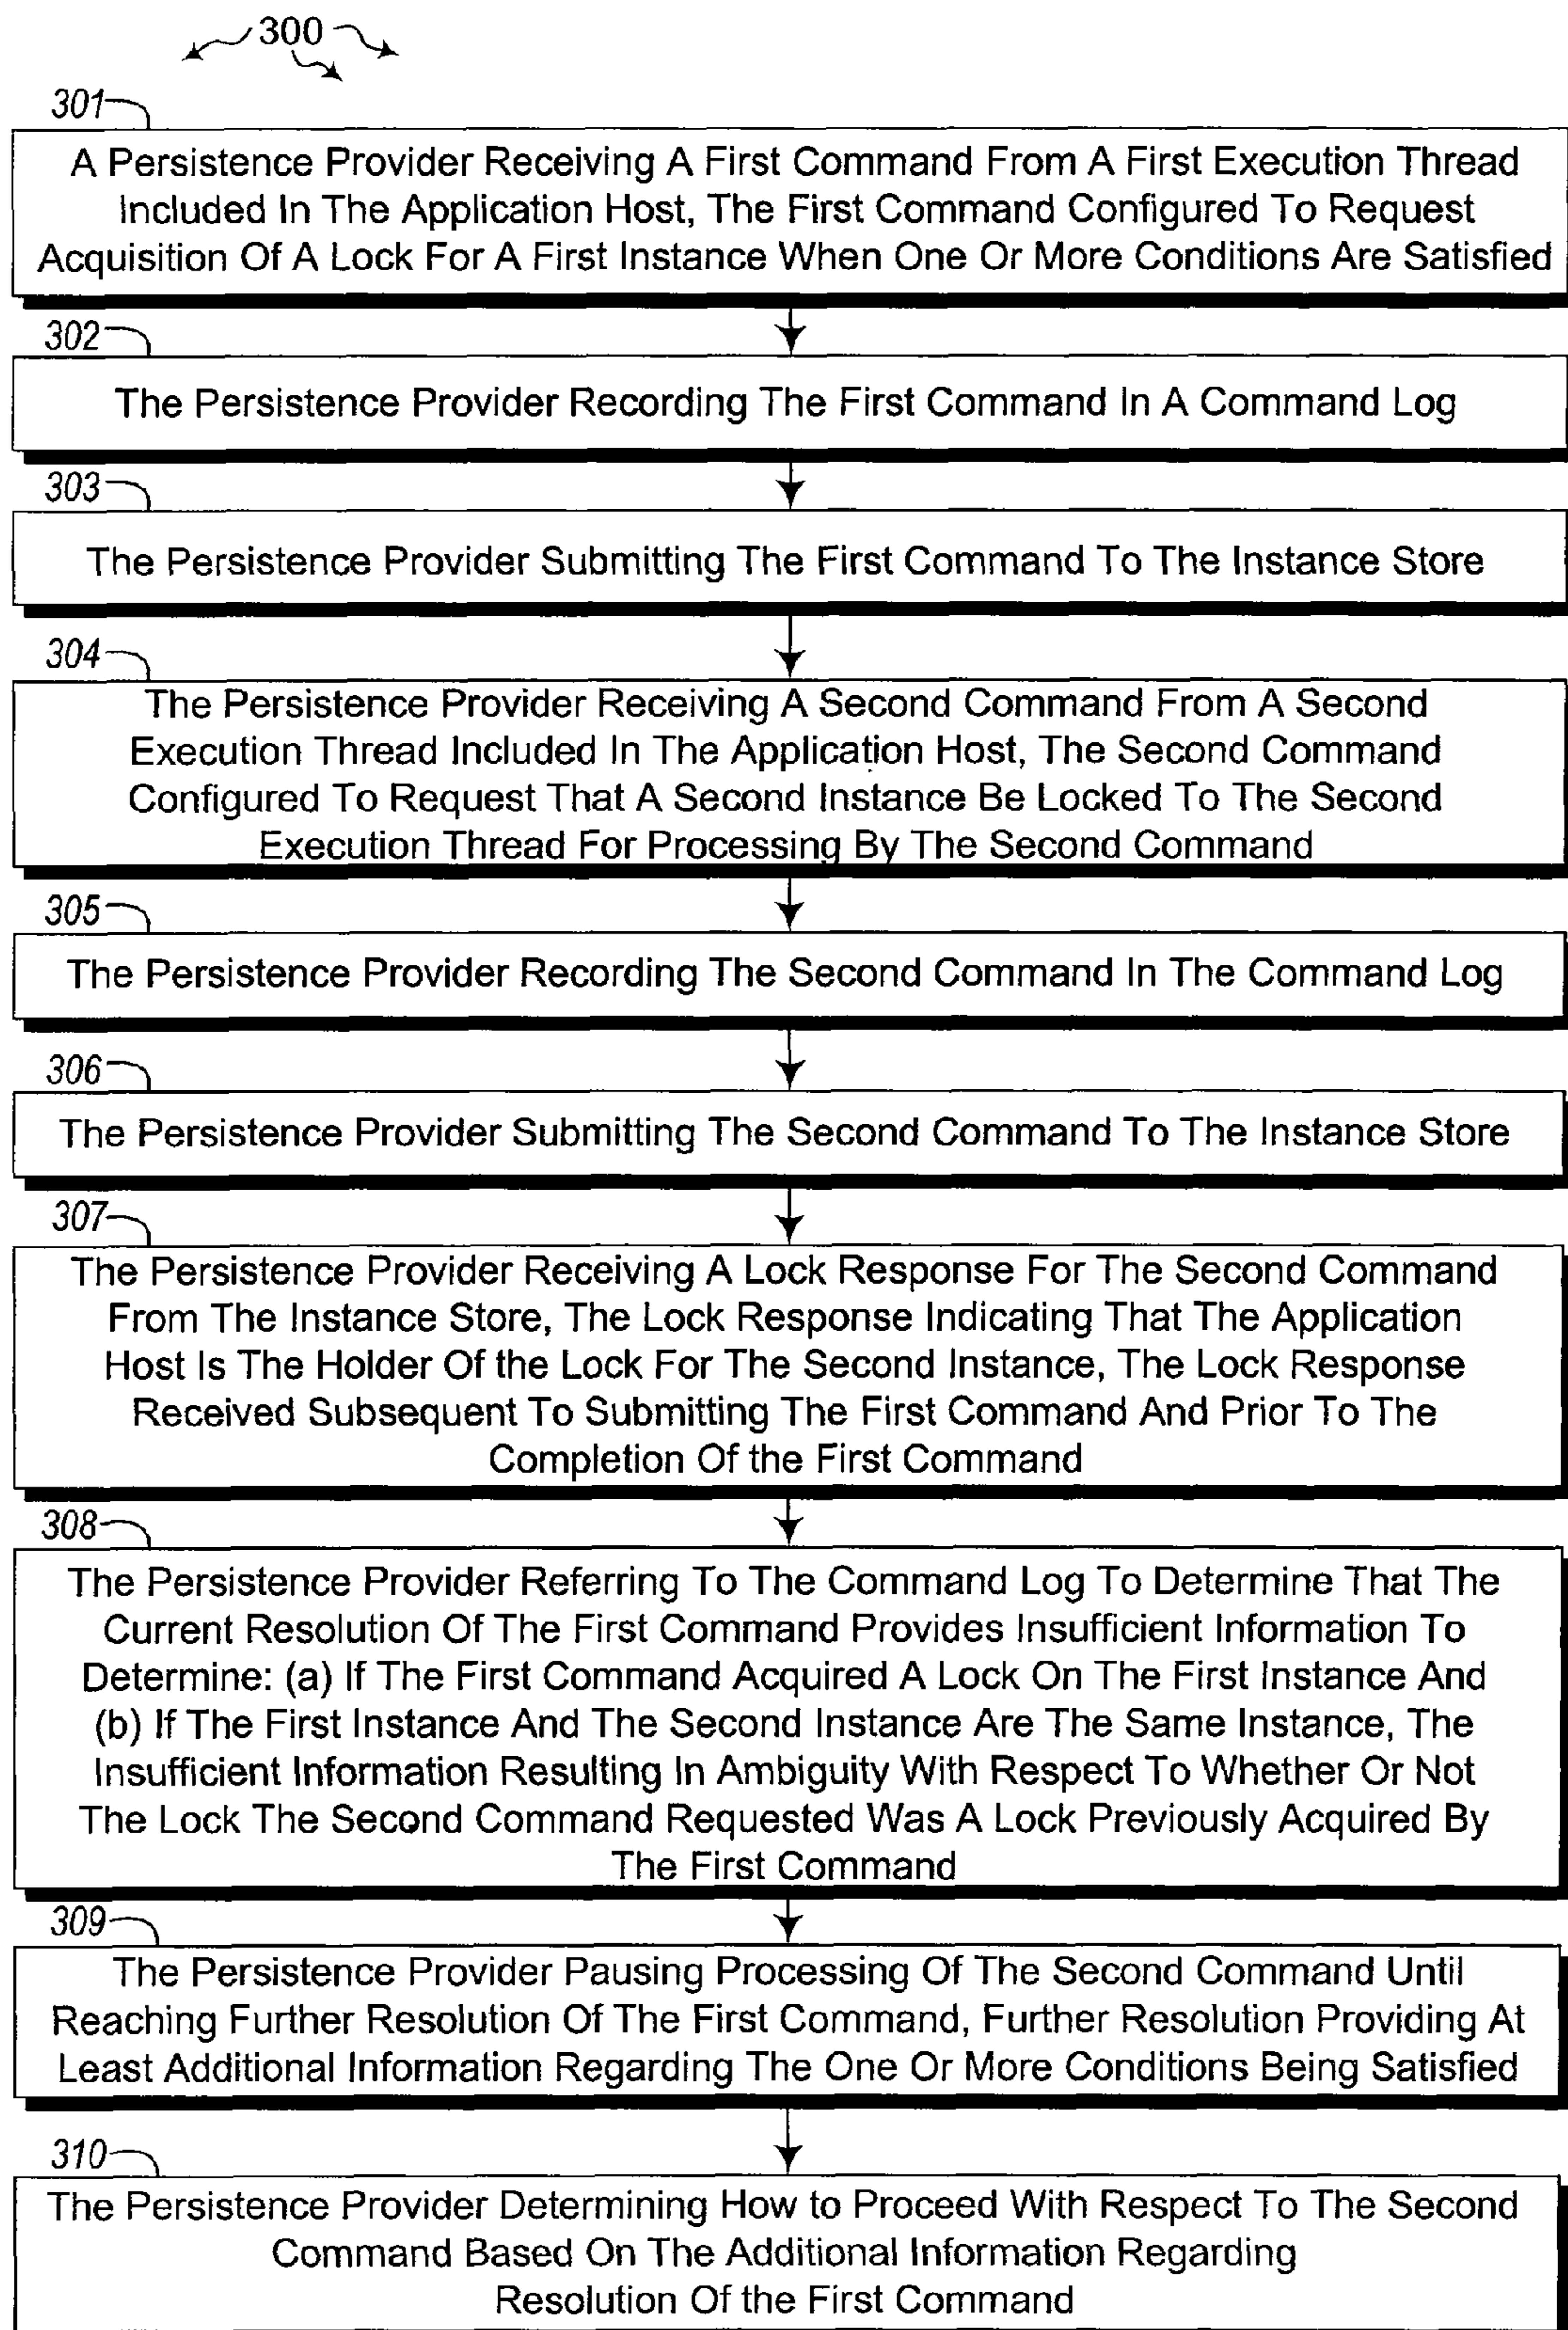 300
301
A Persistence Provider Receiving A First Command From A First Execution Thread
Included In The Application Host, The First Command Configured To Request
Acquisition Of A Lock For A First Instance When One Or More Conditions Are Satisfied
302
The Persistence Provider Recording The First Command In A Command Log
303
The Persistence Provider Submitting The First Command To The Instance Store
304
The Persistence Provider Receiving A Second Command From A Second
Execution Thread Included In The Application Host, The Second Command
Configured To Request That A Second Instance Be Locked To The Second
Execution Thread For Processing By The Second Command
305
The Persistence Provider Recording The Second Command In The Command Log
306
The Persistence Provider Submitting The Second Command To The Instance Store
307
The Persistence Provider Receiving A Lock Response For The Second Command
From The Instance Store, The Lock Response Indicating That The Application
Host Is The Holder Of the Lock For The Second Instance, The Lock Response
Received Subsequent To Submitting The First Command And Prior To The
Completion Of the First Command
308
The Persistence Provider Referring To The Command Log To Determine That The
Current Resolution Of The First Command Provides Insufficient Information To
Determine: (a) If The First Command Acquired A Lock On The First Instance And
(b) If The First Instance And The Second Instance Are The Same Instance, The
Insufficient Information Resulting In Ambiguity With Respect To Whether Or Not
The Lock The Second Command Requested Was A Lock Previously Acquired By
The First Command
309
The Persistence Provider Pausing Processing Of The Second Command Until
Reaching Further Resolution Of The First Command, Further Resolution Providing At
Least Additional Information Regarding The One Or More Conditions Being Satisfied
310
The Persistence Provider Determining How to Proceed With Respect To The Second
Command Based On The Additional Information Regarding
Resolution Of the First Command